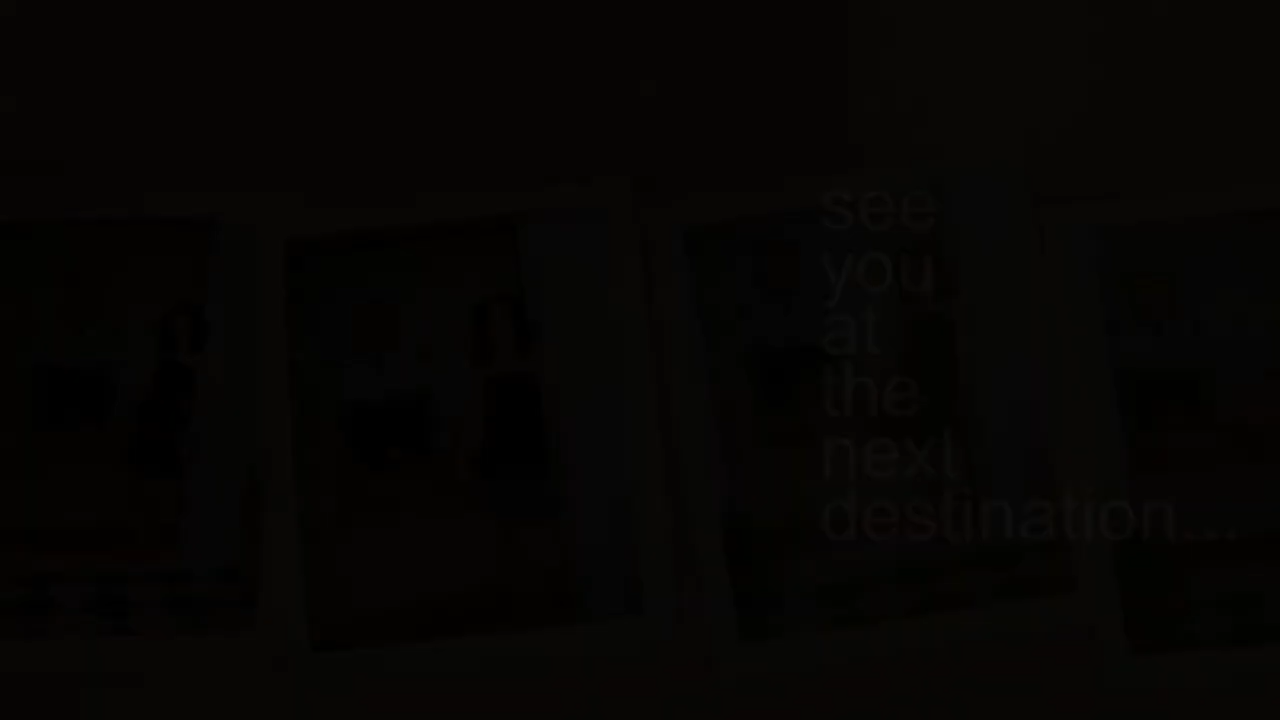 see
you
at
the
next
destination...